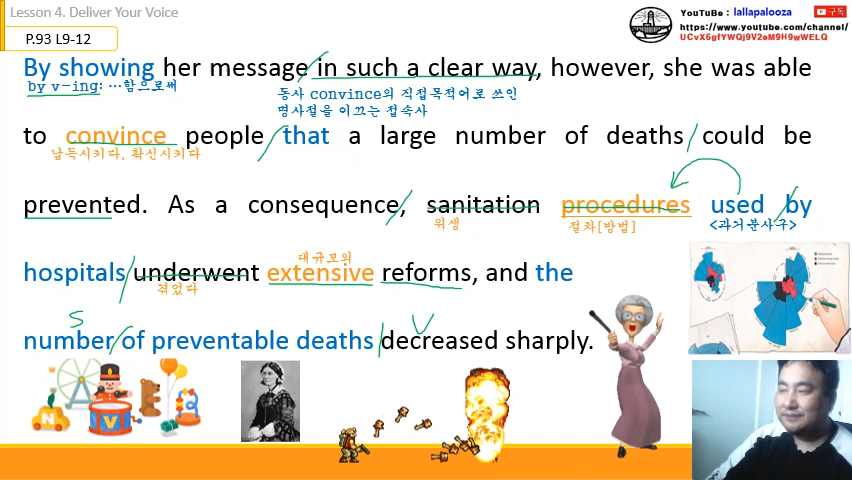 Lesson 4. Deliver Your Voice
P.93 L9-12
YouTuBe : lallapalooza
구독
https://www.youtube.com/channel/
UCvX6gfYWQj9V2eM9H9wWELQ
By showing her message in such a clear way, however, she was able
by v-ing: …함으로써
동사 convince의 직접목적어로 쓰인
명사절을 이끄는 접속사
to convince people that a large number of deaths could be
납득시키다, 확신시키다
prevented. As a consequence, sanitation procedures used by
위생
절차[방법]
<과거분사구>
대규모의
hospitals underwent extensive reforms, and the
겪었다
S
V
number of preventable deaths decreased sharply.
N
V